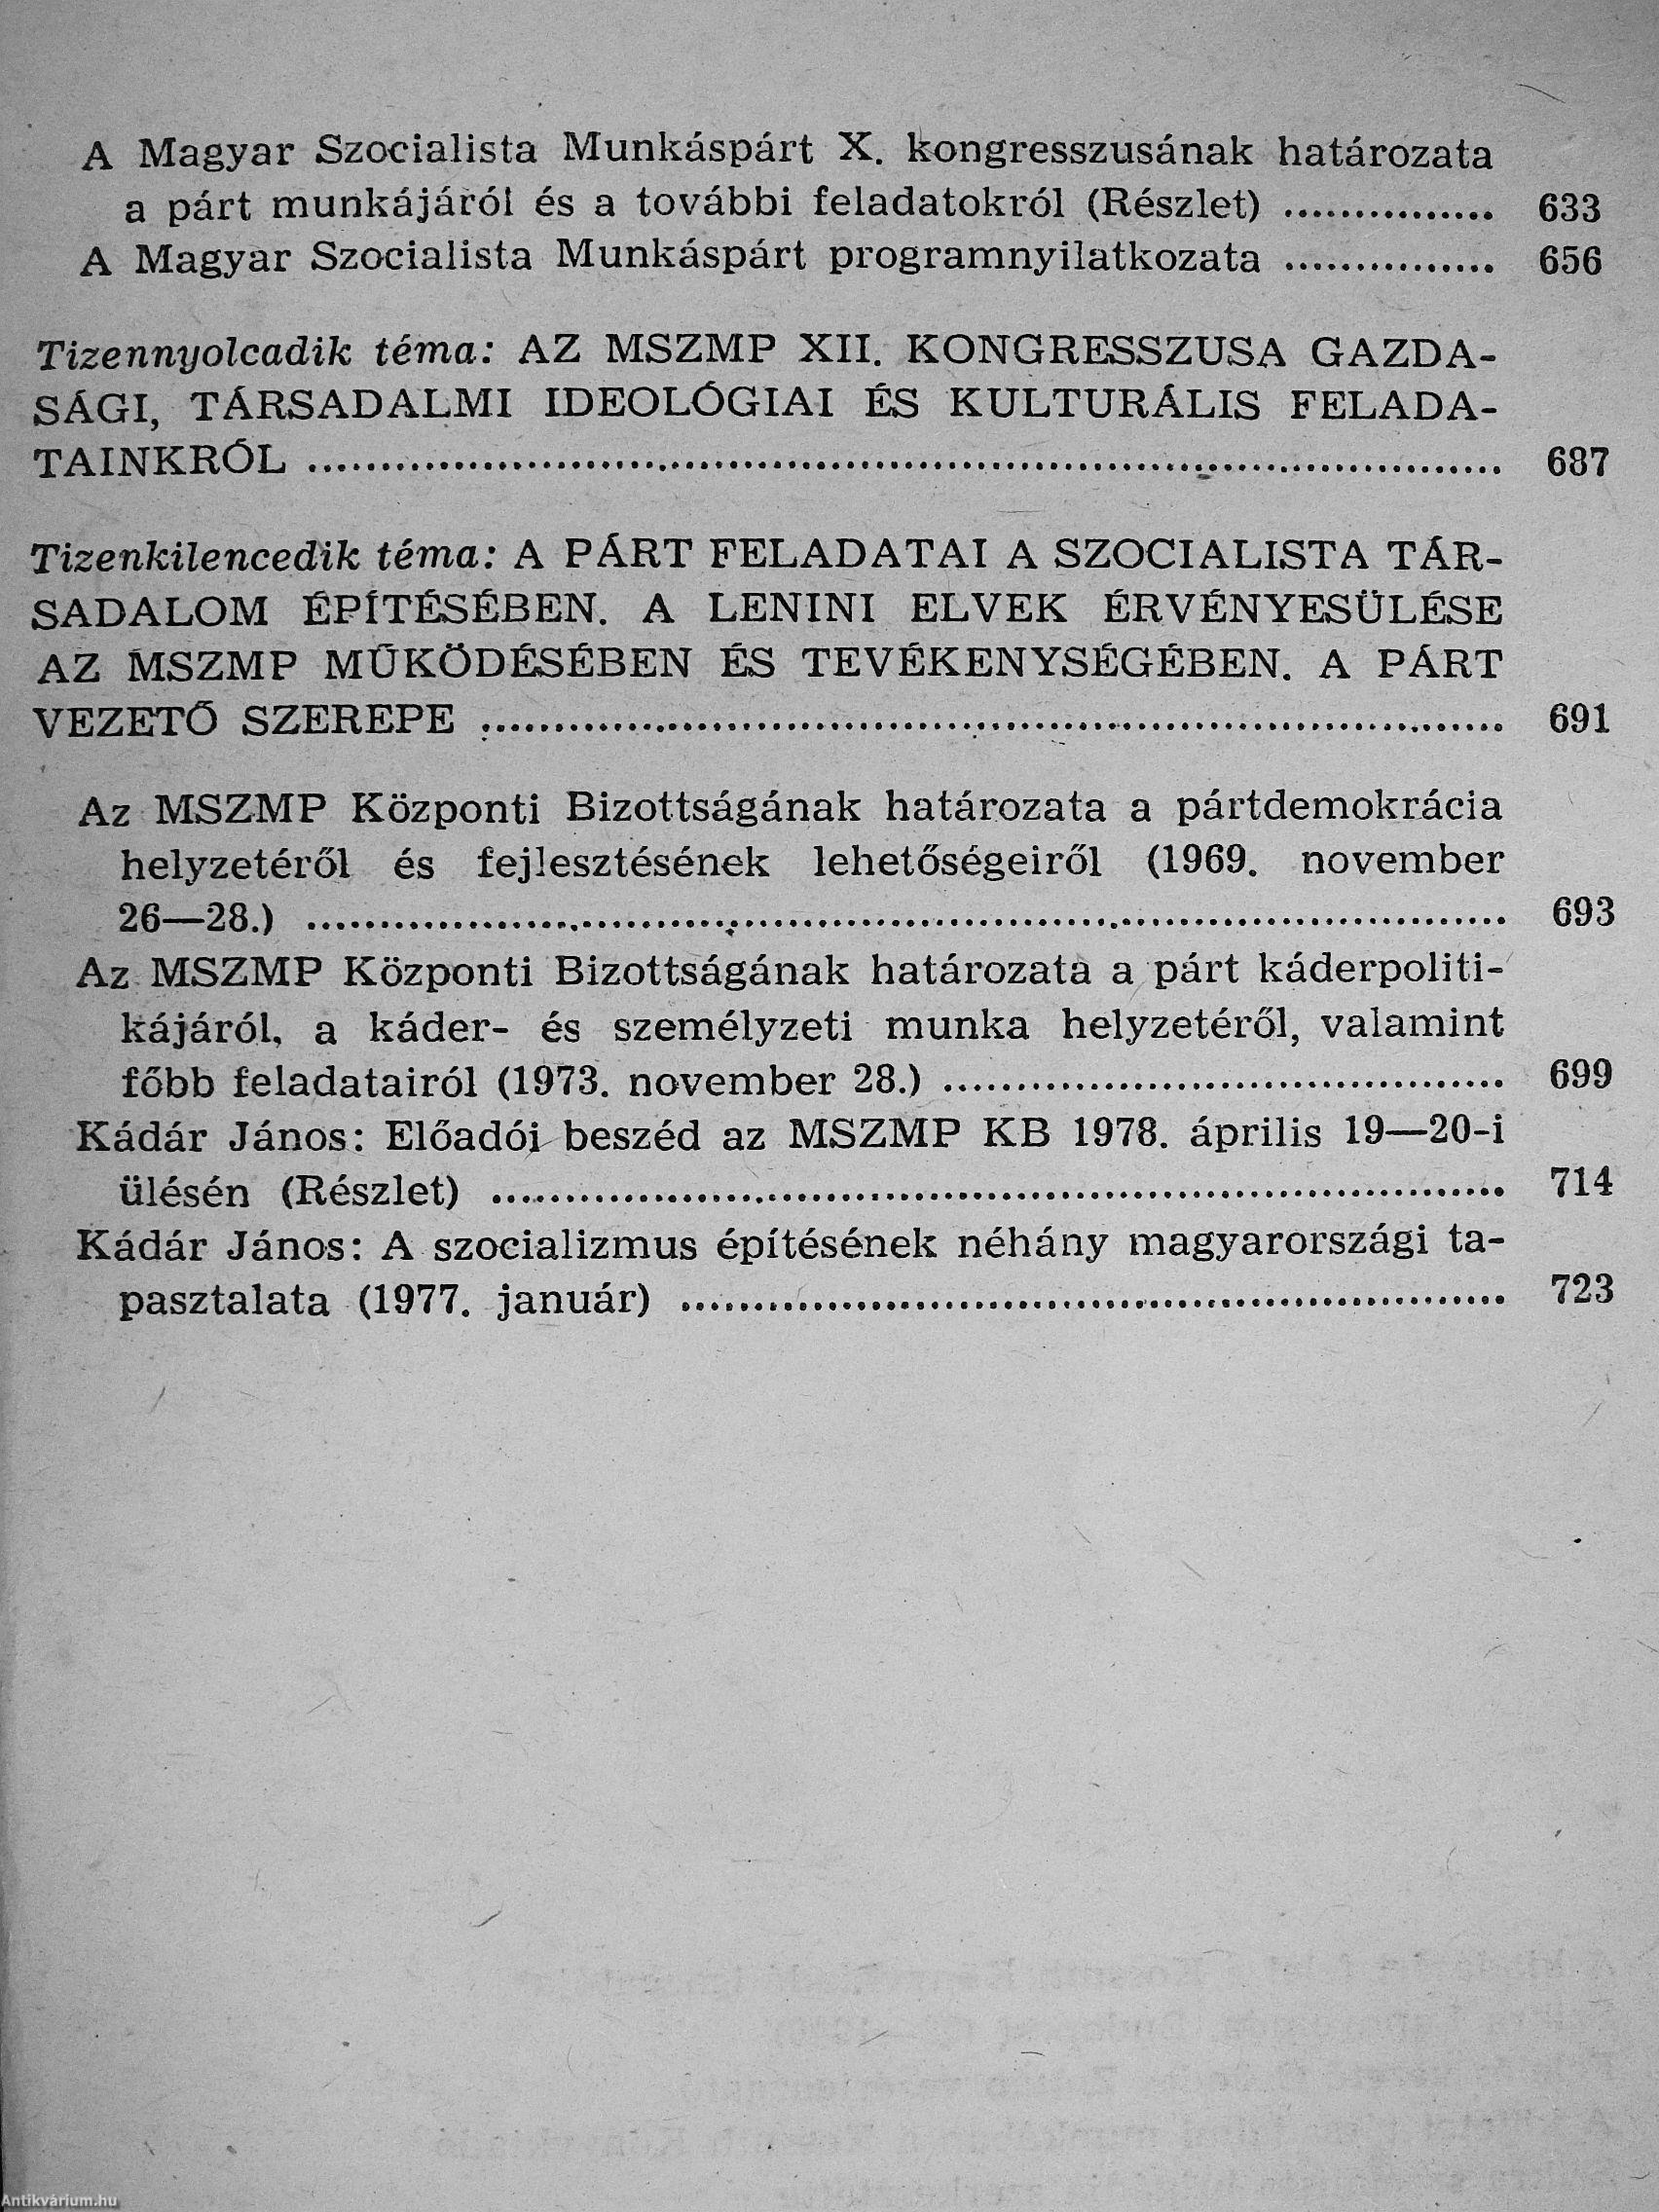 A Magyar Szocialista Munkáspárt X. kongresszusának határozata
a párt munkájáról és a további feladatokról (Részlet) ............... 633
A Magyar Szocialista Munkáspárt programnyilatkozata ............... 656
Tizennyolcadik téma: AZ MSZMP XII. KONGRESSZUSA GAZDA-
SÁGI, TÁRSADALMI IDEOLÓGIAI ÉS KULTURÁLIS FELADA-
TAINKRÓL ............... 687
Tizenkilencedik téma: A PÁRT FELADATAI A SZOCIALISTA TÁR-
SADALOM ÉPÍTÉSÉBEN. A LENINI ELVEK ÉRVÉNYESÜLÉSE
AZ MSZMP MŰKÖDÉSÉBEN ÉS TEVÉKENYSÉGÉBEN. A PÁRT
VEZETŐ SZEREPE ............... 691
Az MSZMP Központi Bizottságának határozata a pártdemokrácia
helyzetéről és fejlesztésének lehetőségeiről (1969. november
26—28.) ............... 693
Az MSZMP Központi Bizottságának határozata a párt káderpoliti-
kájáról, a káder- és személyzeti munka helyzetéről, valamint
főbb feladatairól (1973. november 28.) ............... 699
Kádár János: Előadói beszéd az MSZMP KB 1978. április 19—20-i
ülésén (Részlet) ............... 714
Kádár János: A szocializmus építésének néhány magyarországi ta-
pasztalata (1977. január) ............... 723
Antikvárium.hu